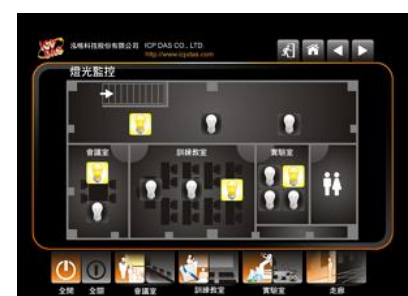 ICP DAS
泓格科技股份有限公司 ICP DAS CO., LTD.
http://www.icpdas.com
燈光監控
會議室 訓練教室 實驗室
全開 全關 會議室 訓練教室 實驗室 走廊